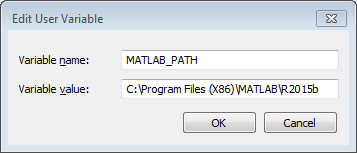 Edit User Variable
Variable name: MATLAB_PATH
Variable value: C:\Program Files (X86)\MATLAB\R2015b
OK Cancel